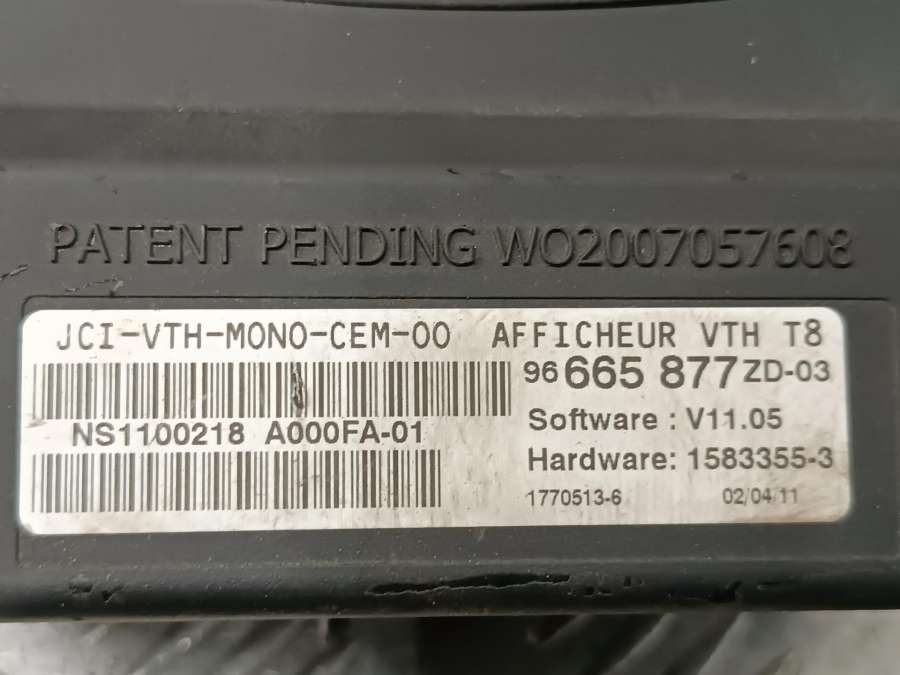 PATENT PENDING WO2007057608
JCI-VTH-MONO-CEM-00 AFFICHEUR VTH T8
96 665 877 ZD-03
Software : V11.05
NS1100218 A000FA-01
Hardware: 1583355-3
1770513-6 02/04/11